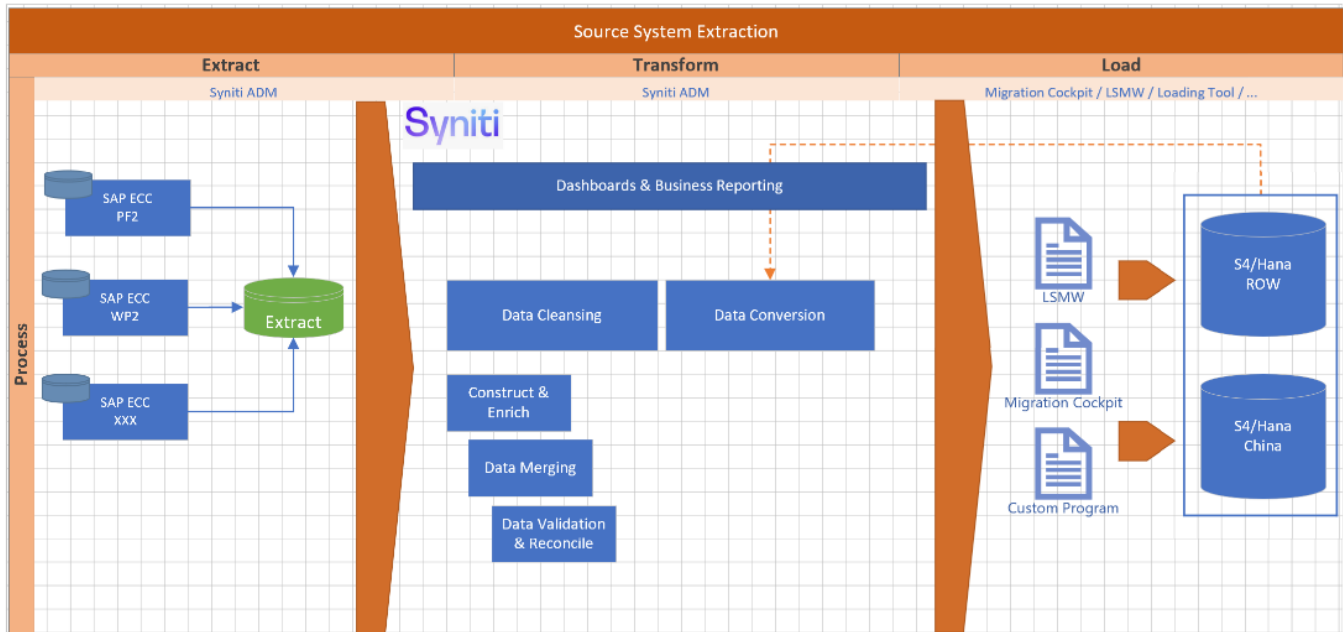 Source System Extraction
Extract
Transform
Load
Syniti ADM
Syniti ADM
Migration Cockpit / LSMW / Loading Tool / ...
Process
Syniti
Dashboards & Business Reporting
SAP ECC
PF2
SAP ECC
WP2
SAP ECC
XXX
Extract
Data Cleansing
Data Conversion
Construct &
Enrich
Data Merging
Data Validation
& Reconcile
LSMW
Migration Cockpit
Custom Program
S4/Hana
ROW
S4/Hana
China